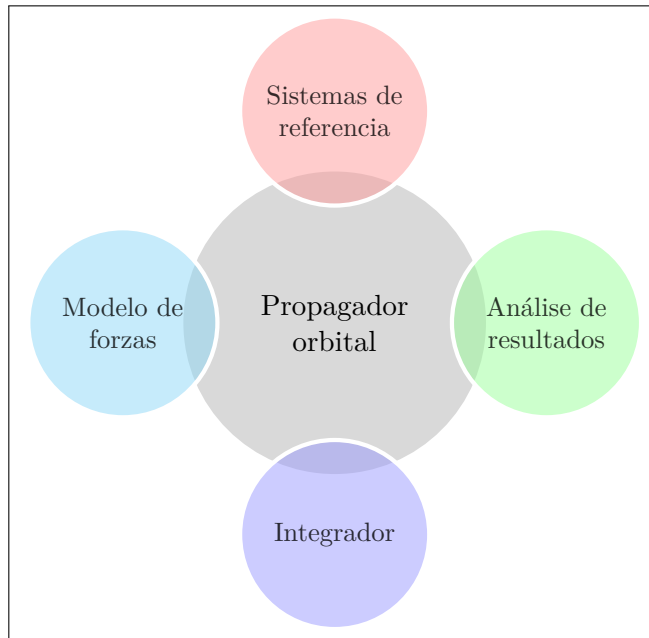 Sistemas de
referencia
Modelo de
forzas
Propagador
orbital
Análise de
resultados
Integrador